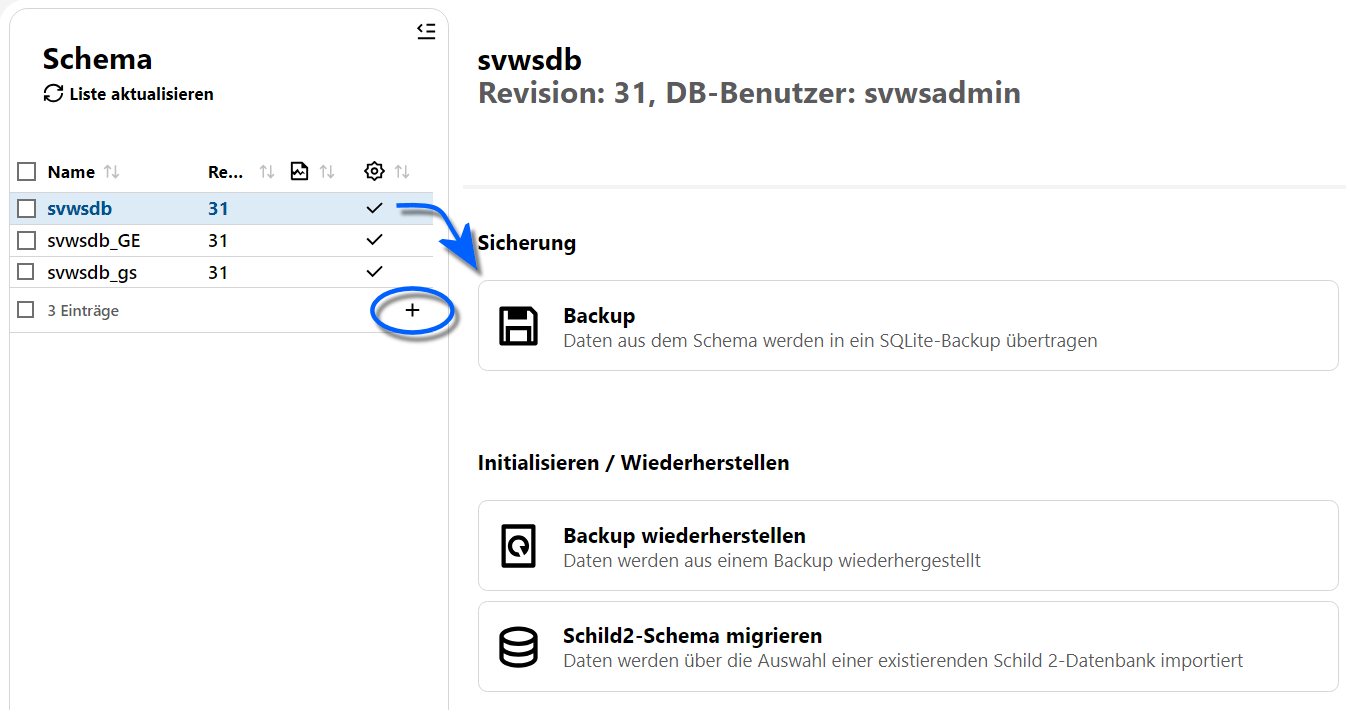 Schema
Liste aktualisieren
Name Re...
svwsdb 31
svwsdb_GE 31
svwsdb_gs 31
3 Einträge
svwsdb
Revision: 31, DB-Benutzer: svwsadmin
Sicherung
Backup
Daten aus dem Schema werden in ein SQLite-Backup übertragen
Initialisieren / Wiederherstellen
Backup wiederherstellen
Daten werden aus einem Backup wiederhergestellt
Schild2-Schema migrieren
Daten werden über die Auswahl einer existierenden Schild 2-Datenbank importiert